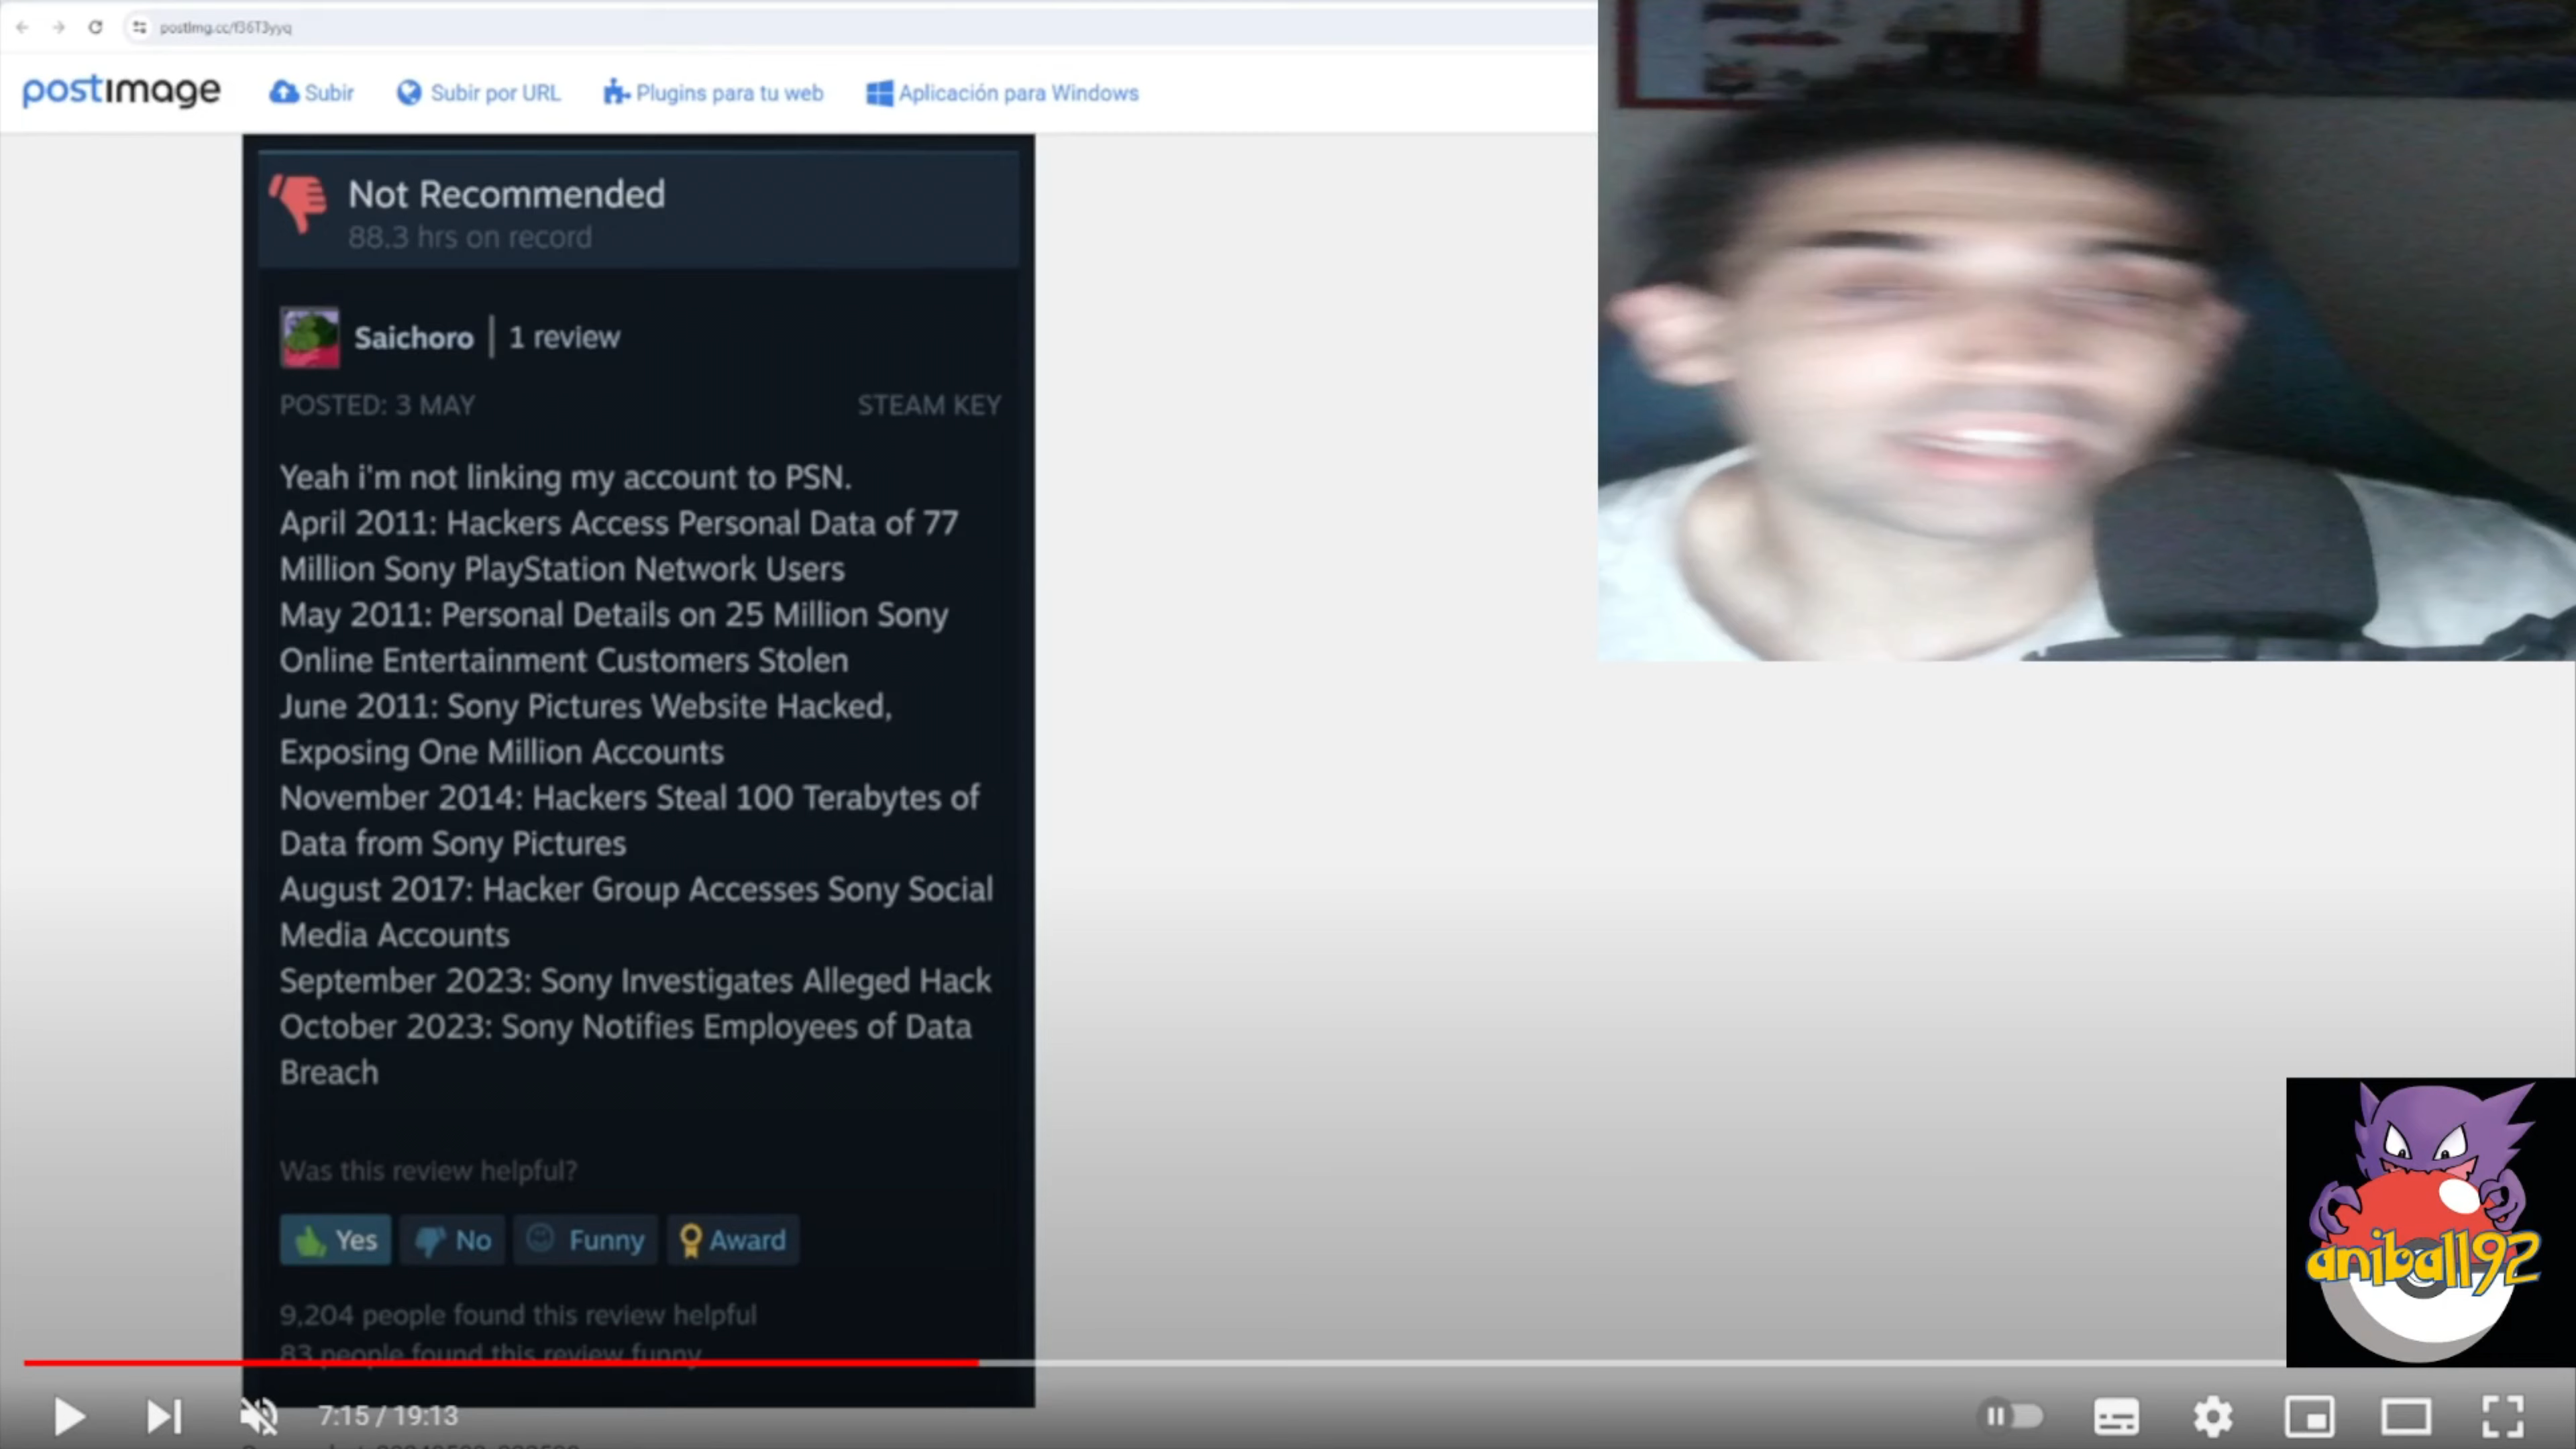 postimg.cc/f36T3yyq
postimage
Subir
Subir por URL
Plugins para tu web
Aplicación para Windows
Not Recommended
88.3 hrs on record
Saichoro | 1 review
POSTED: 3 MAY
STEAM KEY
Yeah i'm not linking my account to PSN.
April 2011: Hackers Access Personal Data of 77
Million Sony PlayStation Network Users
May 2011: Personal Details on 25 Million Sony
Online Entertainment Customers Stolen
June 2011: Sony Pictures Website Hacked,
Exposing One Million Accounts
November 2014: Hackers Steal 100 Terabytes of
Data from Sony Pictures
August 2017: Hacker Group Accesses Sony Social
Media Accounts
September 2023: Sony Investigates Alleged Hack
October 2023: Sony Notifies Employees of Data
Breach
Was this review helpful?
Yes
No
Funny
Award
9,204 people found this review helpful
83 people found this review funny
aniball92
7:15 / 19:13